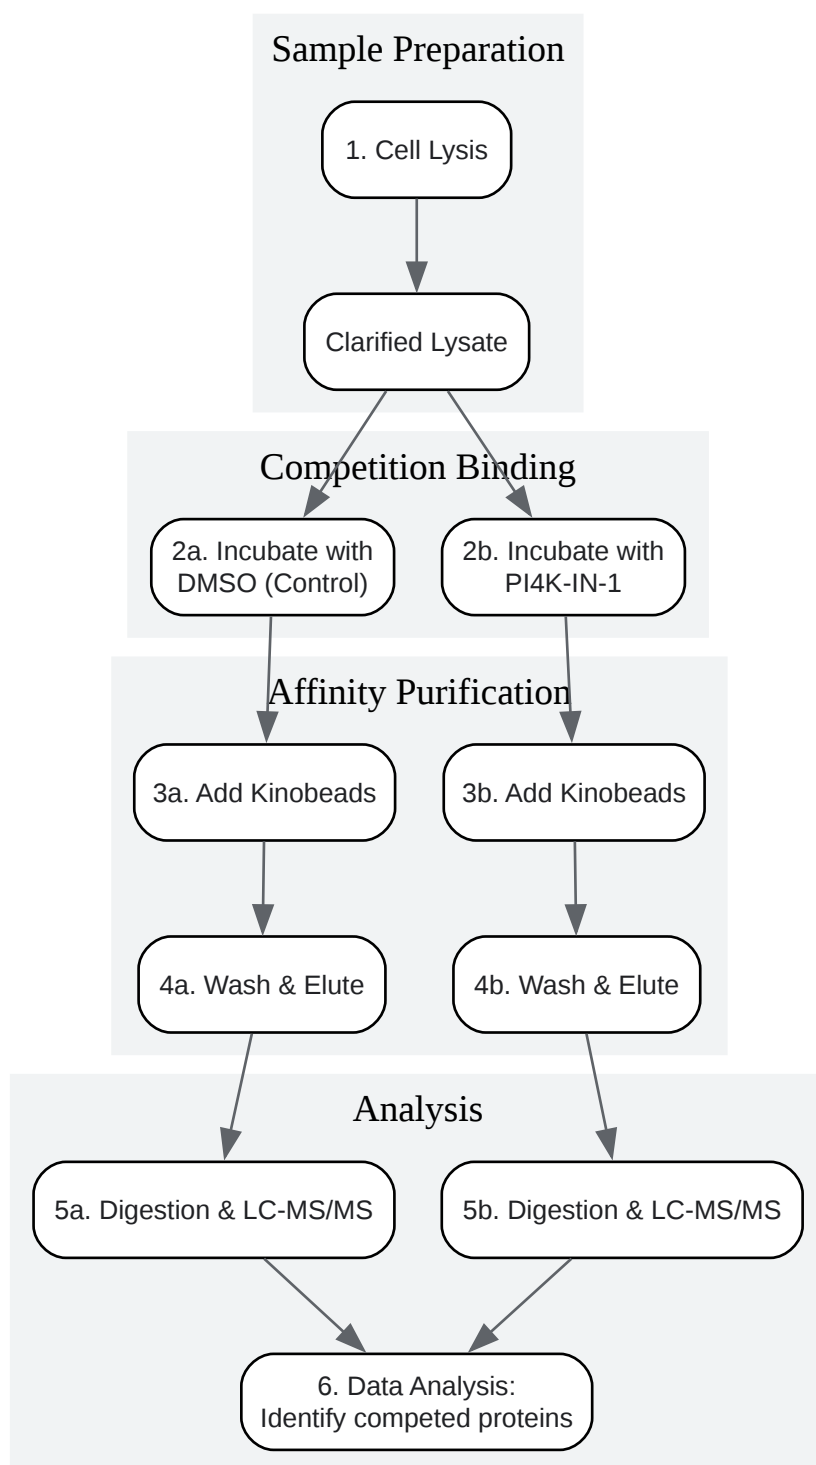 Sample Preparation
1. Cell Lysis
Clarified Lysate
Competition Binding
2a. Incubate with
DMSO (Control)
2b. Incubate with
PI4K-IN-1
Affinity Purification
3a. Add Kinobeads
3b. Add Kinobeads
4a. Wash & Elute
4b. Wash & Elute
Analysis
5a. Digestion & LC-MS/MS
5b. Digestion & LC-MS/MS
6. Data Analysis:
Identify competed proteins